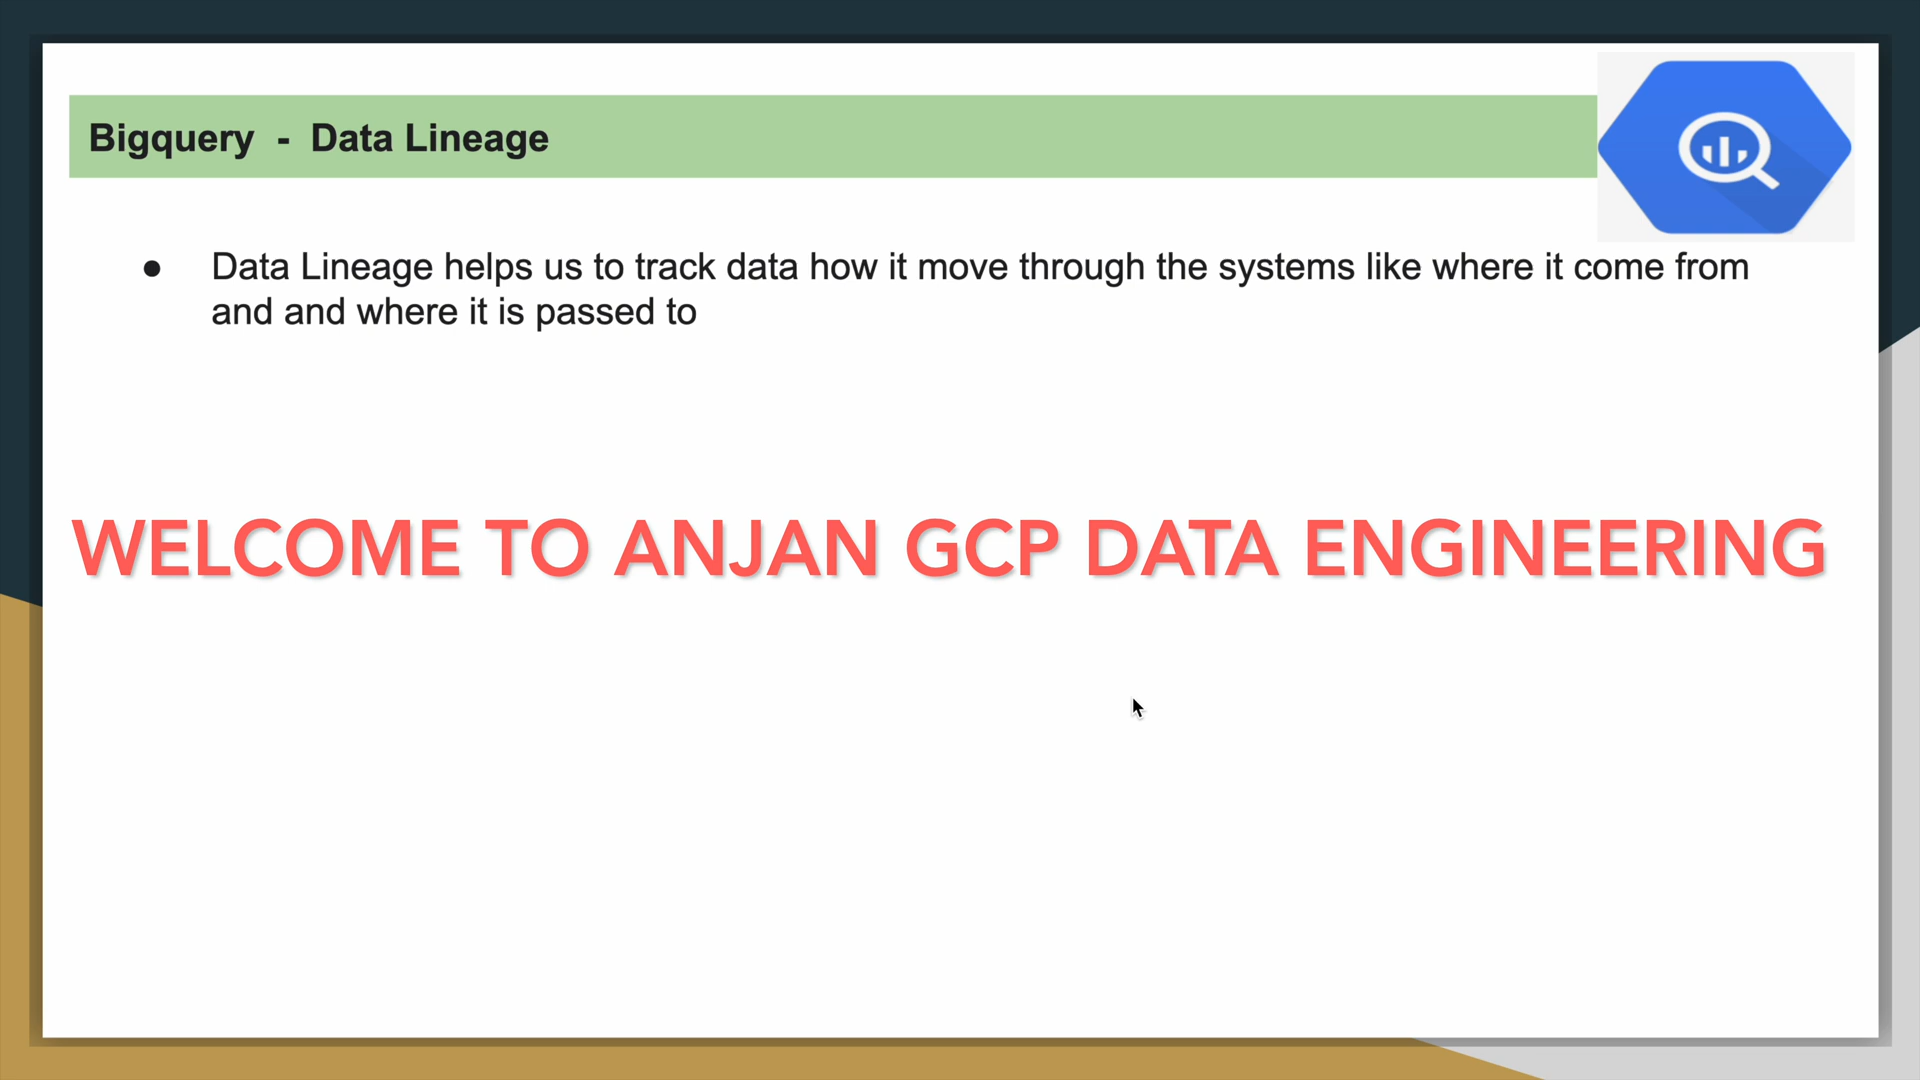 Bigquery - Data Lineage
● Data Lineage helps us to track data how it move through the systems like where it come from
and and where it is passed to
WELCOME TO ANJAN GCP DATA ENGINEERING